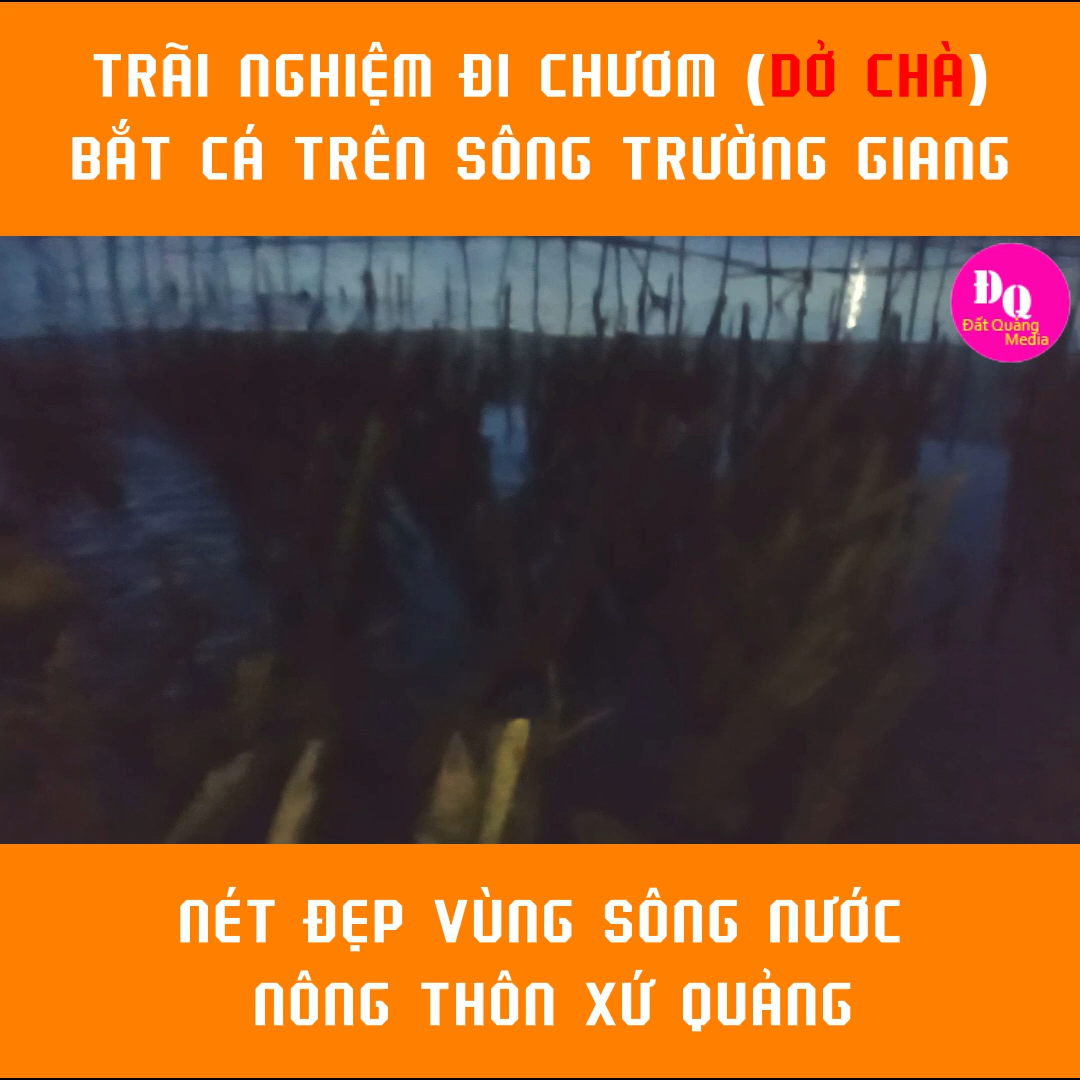 TRÃI NGHIỆM ĐI CHƯƠM (DỞ CHÀ)
BẮT CÁ TRÊN SÔNG TRƯỜNG GIANG
ĐQ
Đất Quảng
Media
NÉT ĐẸP VÙNG SÔNG NƯỚC
NÔNG THÔN XỨ QUẢNG